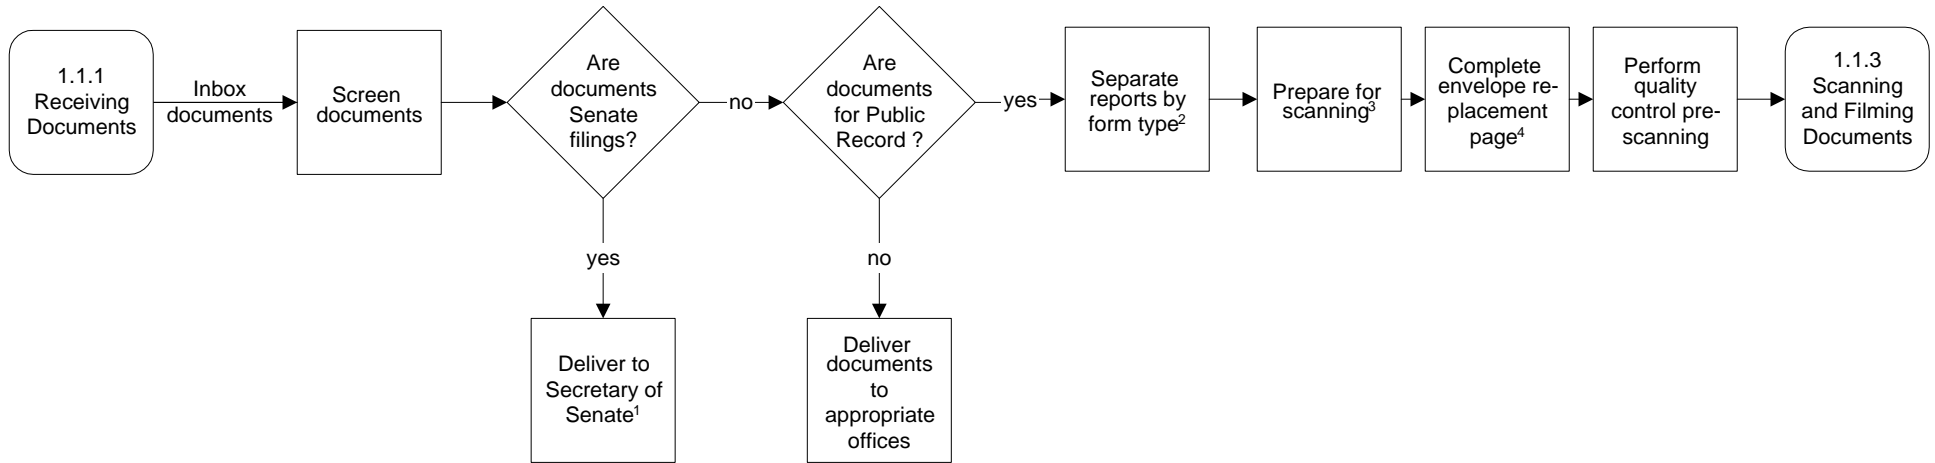 1.1.1
Receiving
Documents
Inbox
documents
Screen
documents
Are
documents
Senate
filings?
no
Are
documents
for Public
Record ?
yes
Separate
reports by
form type²
Prepare for
scanning³
Complete
envelope re-
placement
page⁴
Perform
quality
control pre-
scanning
1.1.3
Scanning
and Filming
Documents
yes
no
Deliver to
Secretary of
Senate¹
Deliver
documents
to
appropriate
offices